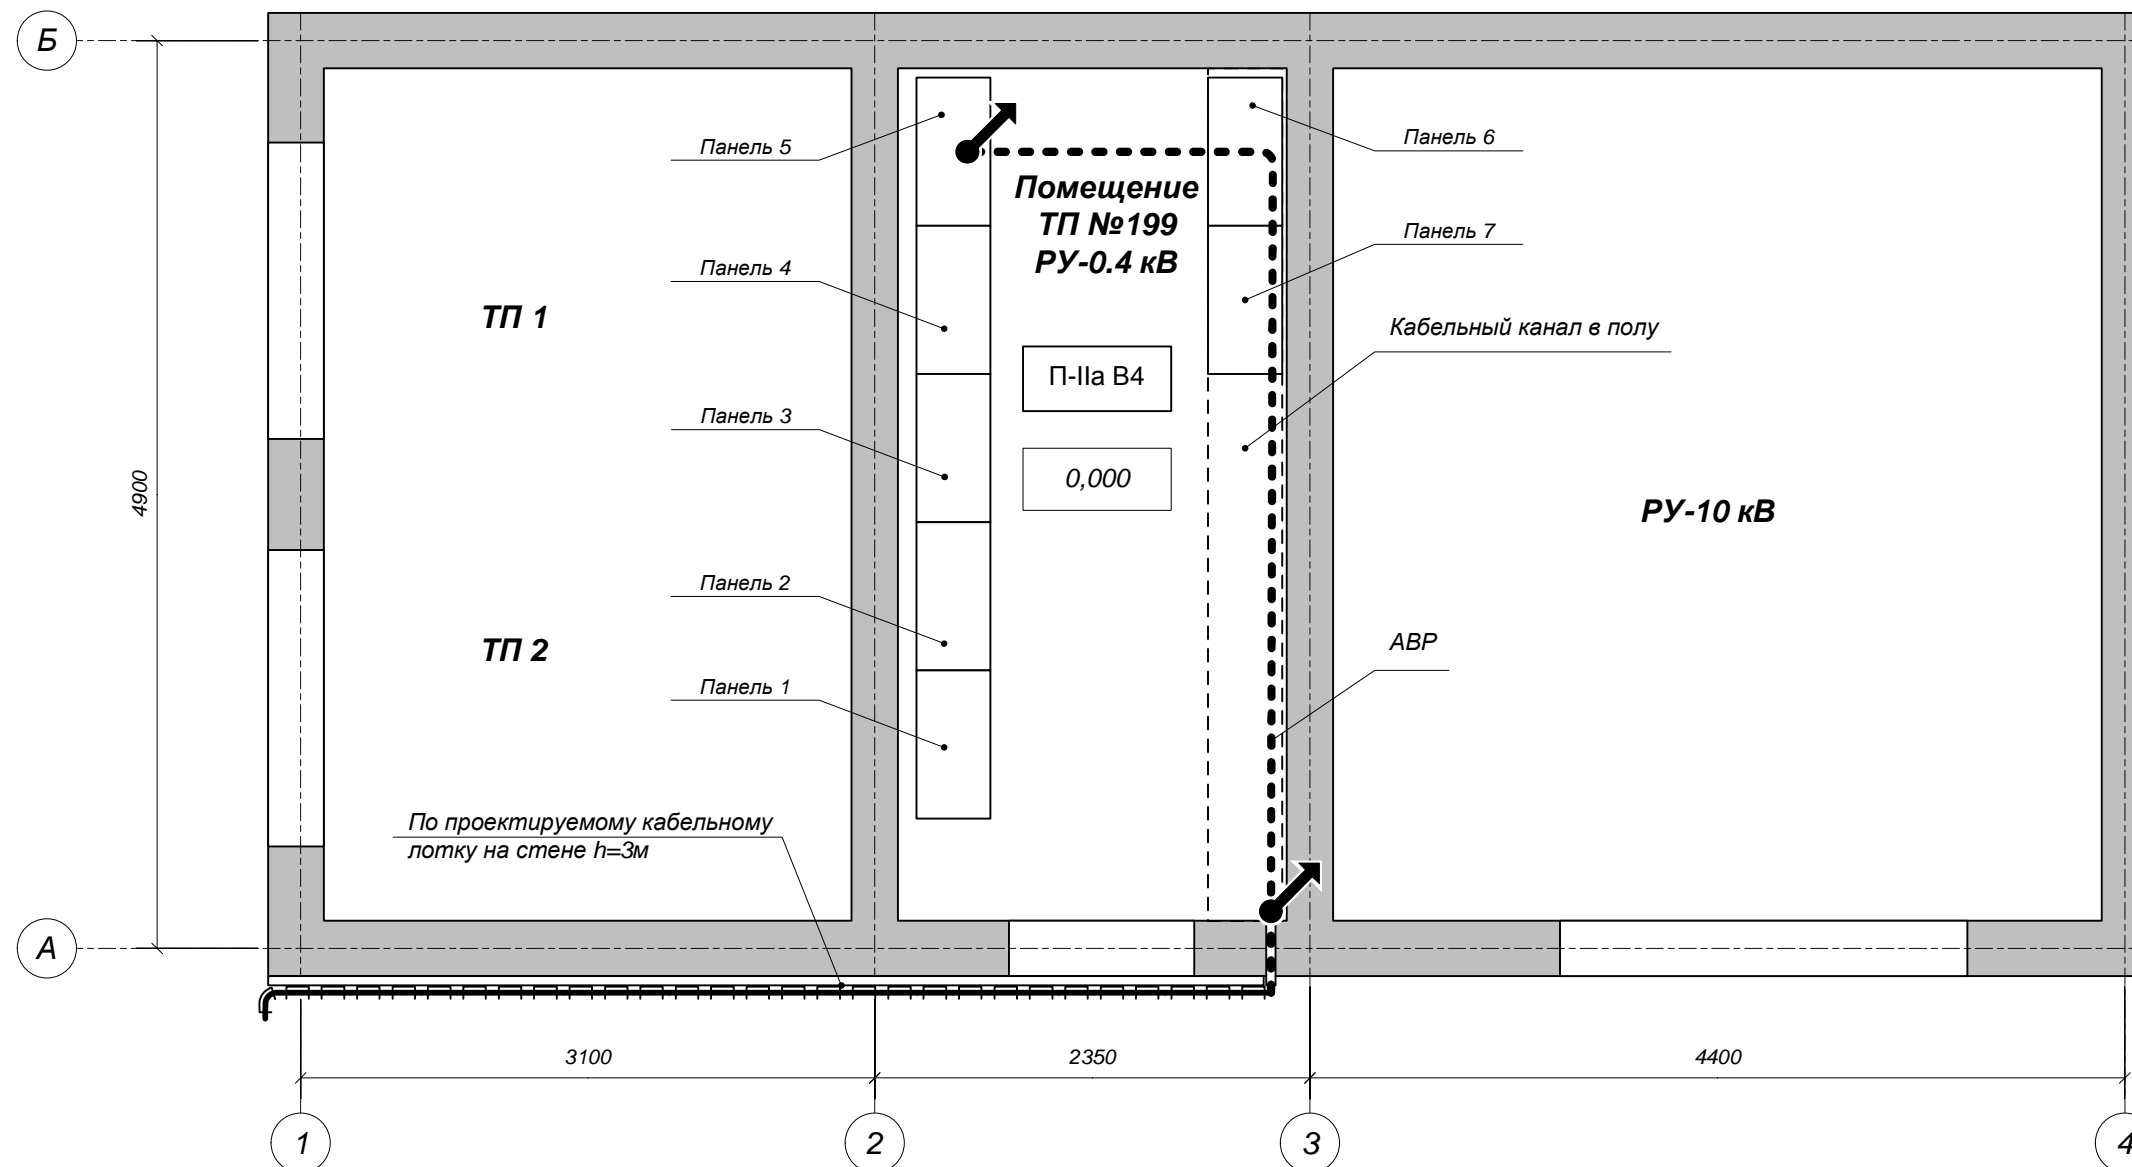 Б
Панель 5
Панель 6
Помещение
ТП №199
РУ-0.4 кВ
Панель 7
Панель 4
ТП 1
Кабельный канал в полу
П-IIа В4
Панель 3
0,000
4900
РУ-10 кВ
Панель 2
ТП 2
АВР
Панель 1
По проектируемому кабельному
лотку на стене h=3м
А
3100
2350
4400
1
2
3
4